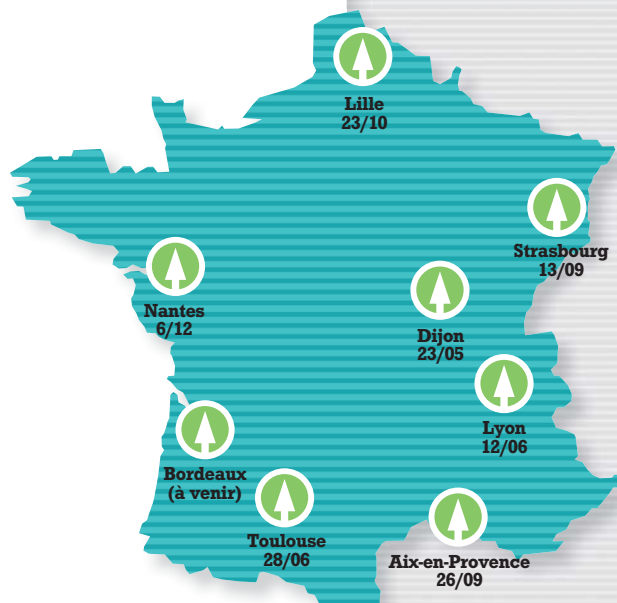 Lille
23/10
Strasbourg
13/09
Nantes
6/12
Dijon
23/05
Lyon
12/06
Bordeaux
(à venir)
Toulouse
28/06
Aix-en-Provence
26/09